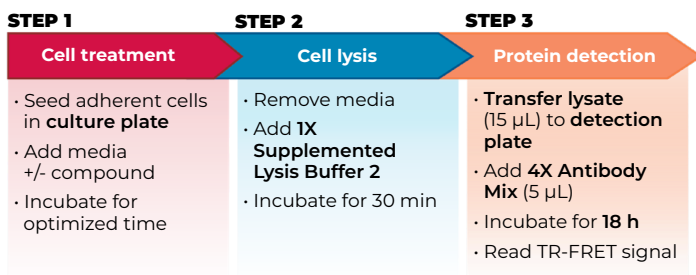 STEP 1
STEP 2
STEP 3
Cell treatment
Cell lysis
Protein detection
· Seed adherent cells
in culture plate
· Add media
+/- compound
· Incubate for
optimized time
· Remove media
· Add 1X
Supplemented
Lysis Buffer 2
· Incubate for 30 min
· Transfer lysate
(15 µL) to detection
plate
· Add 4X Antibody
Mix (5 µL)
· Incubate for 18 h
· Read TR-FRET signal